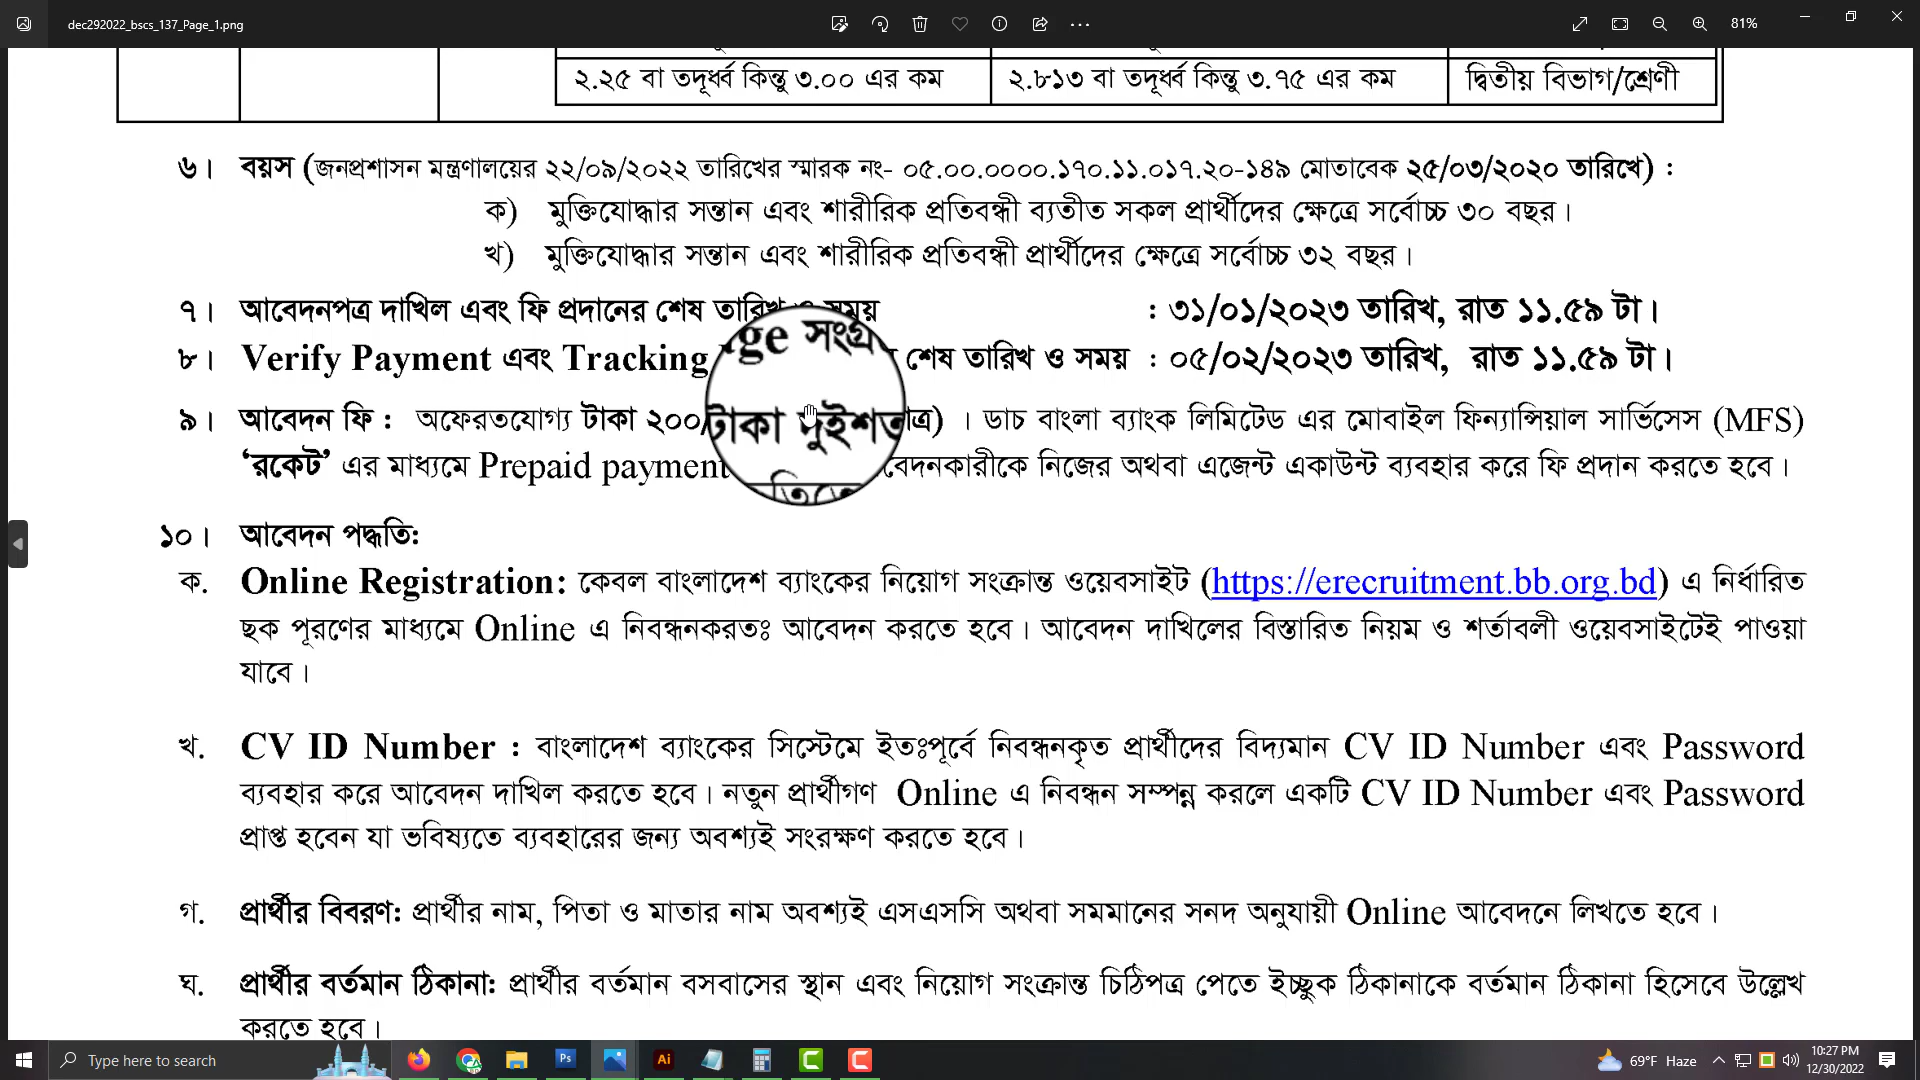 dec292022_bscs_137_Page_1.png
81%
২.২৫ বা তদূর্ধ্ব কিন্তু ৩.০০ এর কম
২.৮১৩ বা তদূর্ধ্ব কিন্তু ৩.৭৫ এর কম
দ্বিতীয় বিভাগ/শ্রেণী
৬। বয়স (জনপ্রশাসন মন্ত্রণালয়ের ২২/০৯/২০২২ তারিখের স্মারক নং- ০৫.০০.০০০০.১৭০.১১.০১৭.২০-১৪৯ মোতাবেক ২৫/০৩/২০২০ তারিখে) :
ক) মুক্তিযোদ্ধার সন্তান এবং শারীরিক প্রতিবন্ধী ব্যতীত সকল প্রার্থীদের ক্ষেত্রে সর্বোচ্চ ৩০ বছর।
খ) মুক্তিযোদ্ধার সন্তান এবং শারীরিক প্রতিবন্ধী প্রার্থীদের ক্ষেত্রে সর্বোচ্চ ৩২ বছর।
৭। আবেদনপত্র দাখিল এবং ফি প্রদানের শেষ তারিখ ও সময় : ৩১/০১/২০২৩ তারিখ, রাত ১১.৫৯ টা।
৮। Verify Payment এবং Tracking শেষ তারিখ ও সময় : ০৫/০২/২০২৩ তারিখ, রাত ১১.৫৯ টা।
৯। আবেদন ফি : অফেরতযোগ্য টাকা ২০০/ টাকা দুইশত মাত্র) । ডাচ বাংলা ব্যাংক লিমিটেড এর মোবাইল ফিন্যান্সিয়াল সার্ভিসেস (MFS)
‘রকেট’ এর মাধ্যমে Prepaid payment আবেদনকারীকে নিজের অথবা এজেন্ট একাউন্ট ব্যবহার করে ফি প্রদান করতে হবে।
১০। আবেদন পদ্ধতি:
ক. Online Registration: কেবল বাংলাদেশ ব্যাংকের নিয়োগ সংক্রান্ত ওয়েবসাইট (https://erecruitment.bb.org.bd) এ নির্ধারিত
ছক পূরণের মাধ্যমে Online এ নিবন্ধনকরতঃ আবেদন করতে হবে। আবেদন দাখিলের বিস্তারিত নিয়ম ও শর্তাবলী ওয়েবসাইটেই পাওয়া
যাবে।
খ. CV ID Number : বাংলাদেশ ব্যাংকের সিস্টেমে ইতঃপূর্বে নিবন্ধনকৃত প্রার্থীদের বিদ্যমান CV ID Number এবং Password
ব্যবহার করে আবেদন দাখিল করতে হবে। নতুন প্রার্থীগণ Online এ নিবন্ধন সম্পন্ন করলে একটি CV ID Number এবং Password
প্রাপ্ত হবেন যা ভবিষ্যতে ব্যবহারের জন্য অবশ্যই সংরক্ষণ করতে হবে।
গ. প্রার্থীর বিবরণ: প্রার্থীর নাম, পিতা ও মাতার নাম অবশ্যই এসএসসি অথবা সমমানের সনদ অনুযায়ী Online আবেদনে লিখতে হবে।
ঘ. প্রার্থীর বর্তমান ঠিকানা: প্রার্থীর বর্তমান বসবাসের স্থান এবং নিয়োগ সংক্রান্ত চিঠিপত্র পেতে ইচ্ছুক ঠিকানাকে বর্তমান ঠিকানা হিসেবে উল্লেখ
করতে হবে।
Type here to search
Ps
Ai
69°F Haze
10:27 PM
12/30/2022